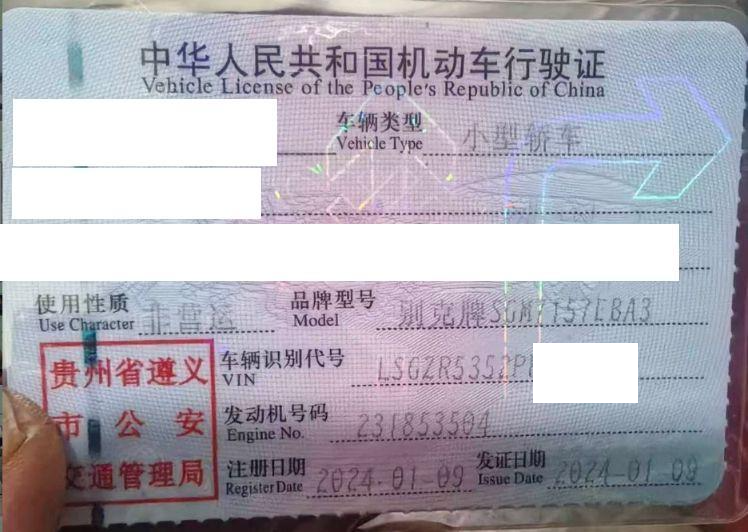 中华人民共和国机动车行驶证
Vehicle License of the People's Republic of China
车辆类型 小型轿车
Vehicle Type
使用性质 非营运 品牌型号 别克牌SGM7157EBA3
Use Character Model
贵州省遵义 车辆识别代号 LSGZR5352P
VIN
市公安 发动机号码 231853504
Engine No.
交通管理局 注册日期 2024-01-09 发证日期 2024-01-09
Register Date Issue Date